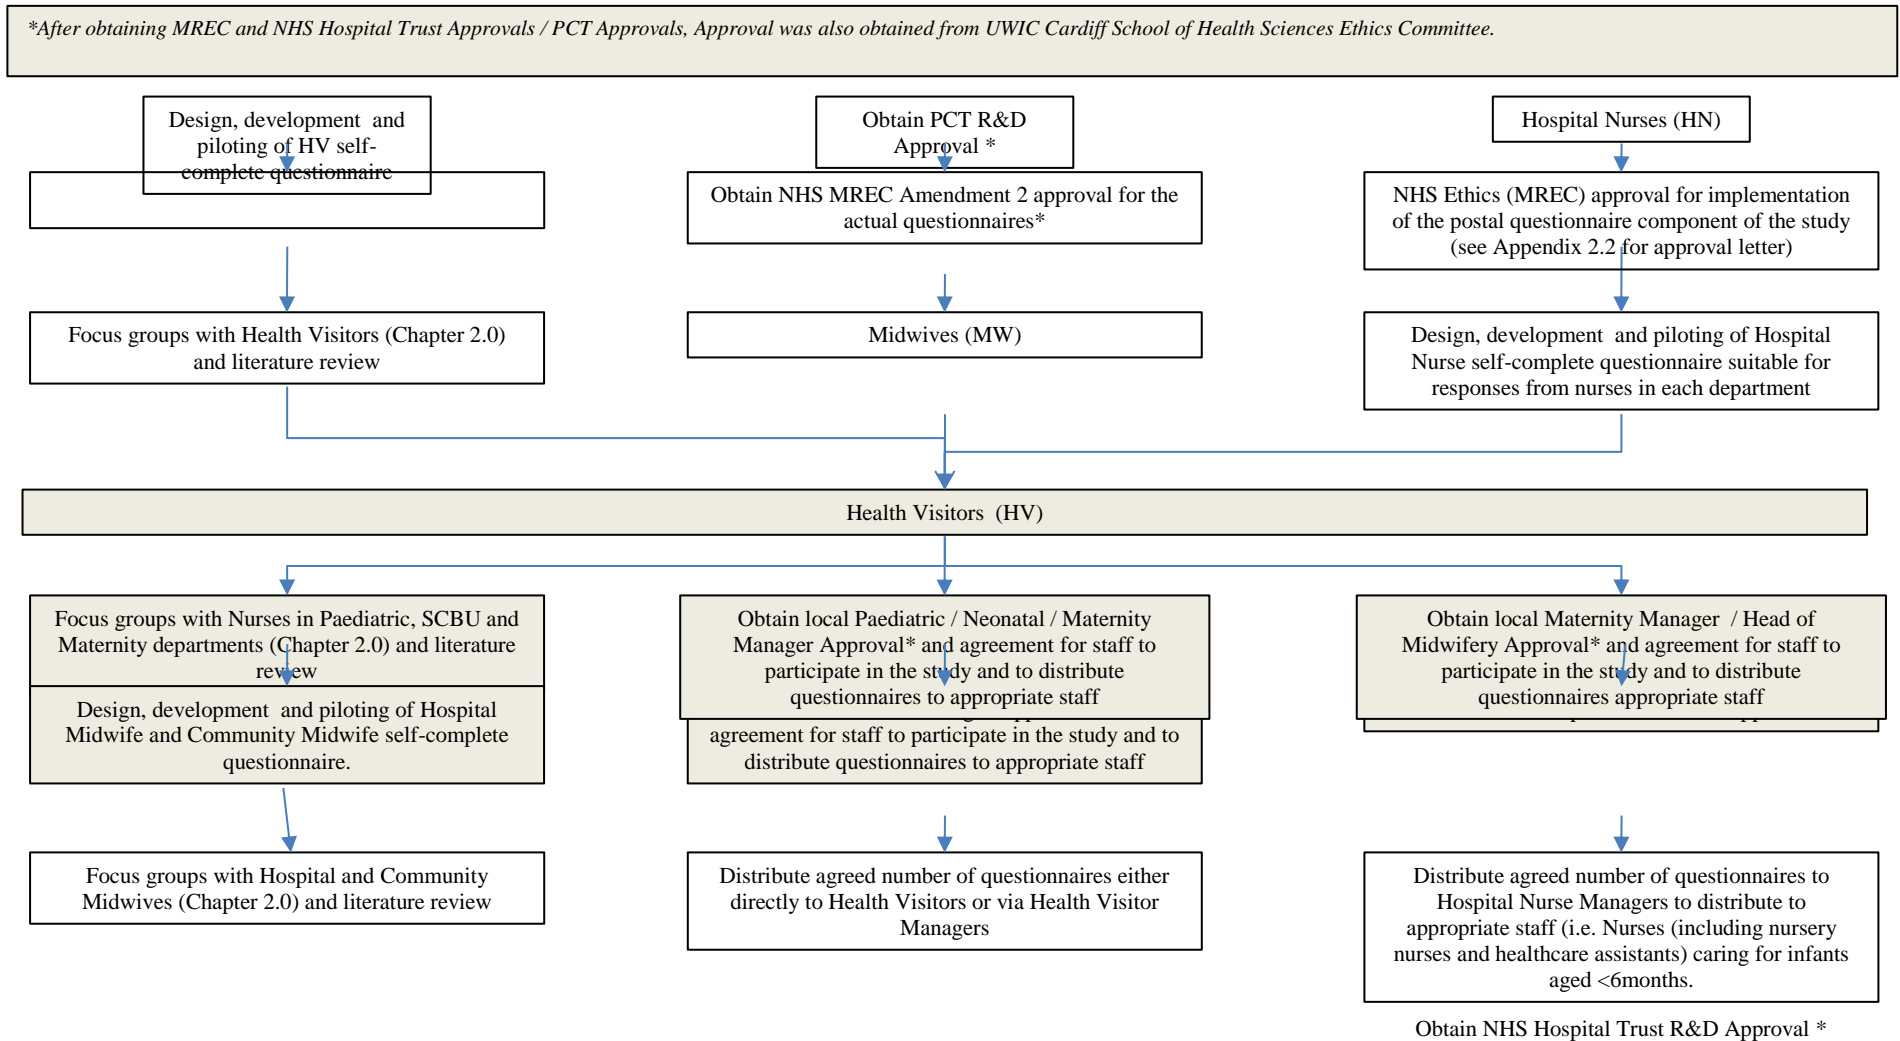 *After obtaining MREC and NHS Hospital Trust Approvals / PCT Approvals, Approval was also obtained from UWIC Cardiff School of Health Sciences Ethics Committee.
Design, development and
piloting of HV self-
complete questionnaire
Obtain PCT R&D
Approval *
Hospital Nurses (HN)
Obtain NHS MREC Amendment 2 approval for the
actual questionnaires*
NHS Ethics (MREC) approval for implementation
of the postal questionnaire component of the study
(see Appendix 2.2 for approval letter)
Focus groups with Health Visitors (Chapter 2.0)
and literature review
Midwives (MW)
Design, development and piloting of Hospital
Nurse self-complete questionnaire suitable for
responses from nurses in each department
Health Visitors (HV)
Focus groups with Nurses in Paediatric, SCBU and
Maternity departments (Chapter 2.0) and literature
review
Design, development and piloting of Hospital
Midwife and Community Midwife self-complete
questionnaire.
Obtain local Paediatric / Neonatal / Maternity
Manager Approval* and agreement for staff to
participate in the study and to distribute
questionnaires to appropriate staff
agreement for staff to participate in the study and to
distribute questionnaires to appropriate staff
Obtain local Maternity Manager / Head of
Midwifery Approval* and agreement for staff to
participate in the study and to distribute
questionnaires appropriate staff
Focus groups with Hospital and Community
Midwives (Chapter 2.0) and literature review
Distribute agreed number of questionnaires either
directly to Health Visitors or via Health Visitor
Managers
Distribute agreed number of questionnaires to
Hospital Nurse Managers to distribute to
appropriate staff (i.e. Nurses (including nursery
nurses and healthcare assistants) caring for infants
aged <6months.
Obtain NHS Hospital Trust R&D Approval *